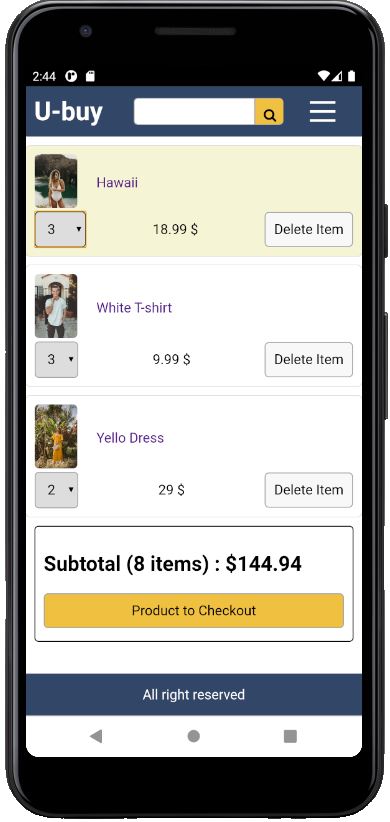 2:44
U-buy
Hawaii
3 18.99 $ Delete Item
White T-shirt
3 9.99 $ Delete Item
Yello Dress
2 29 $ Delete Item
Subtotal (8 items) : $144.94
Product to Checkout
All right reserved